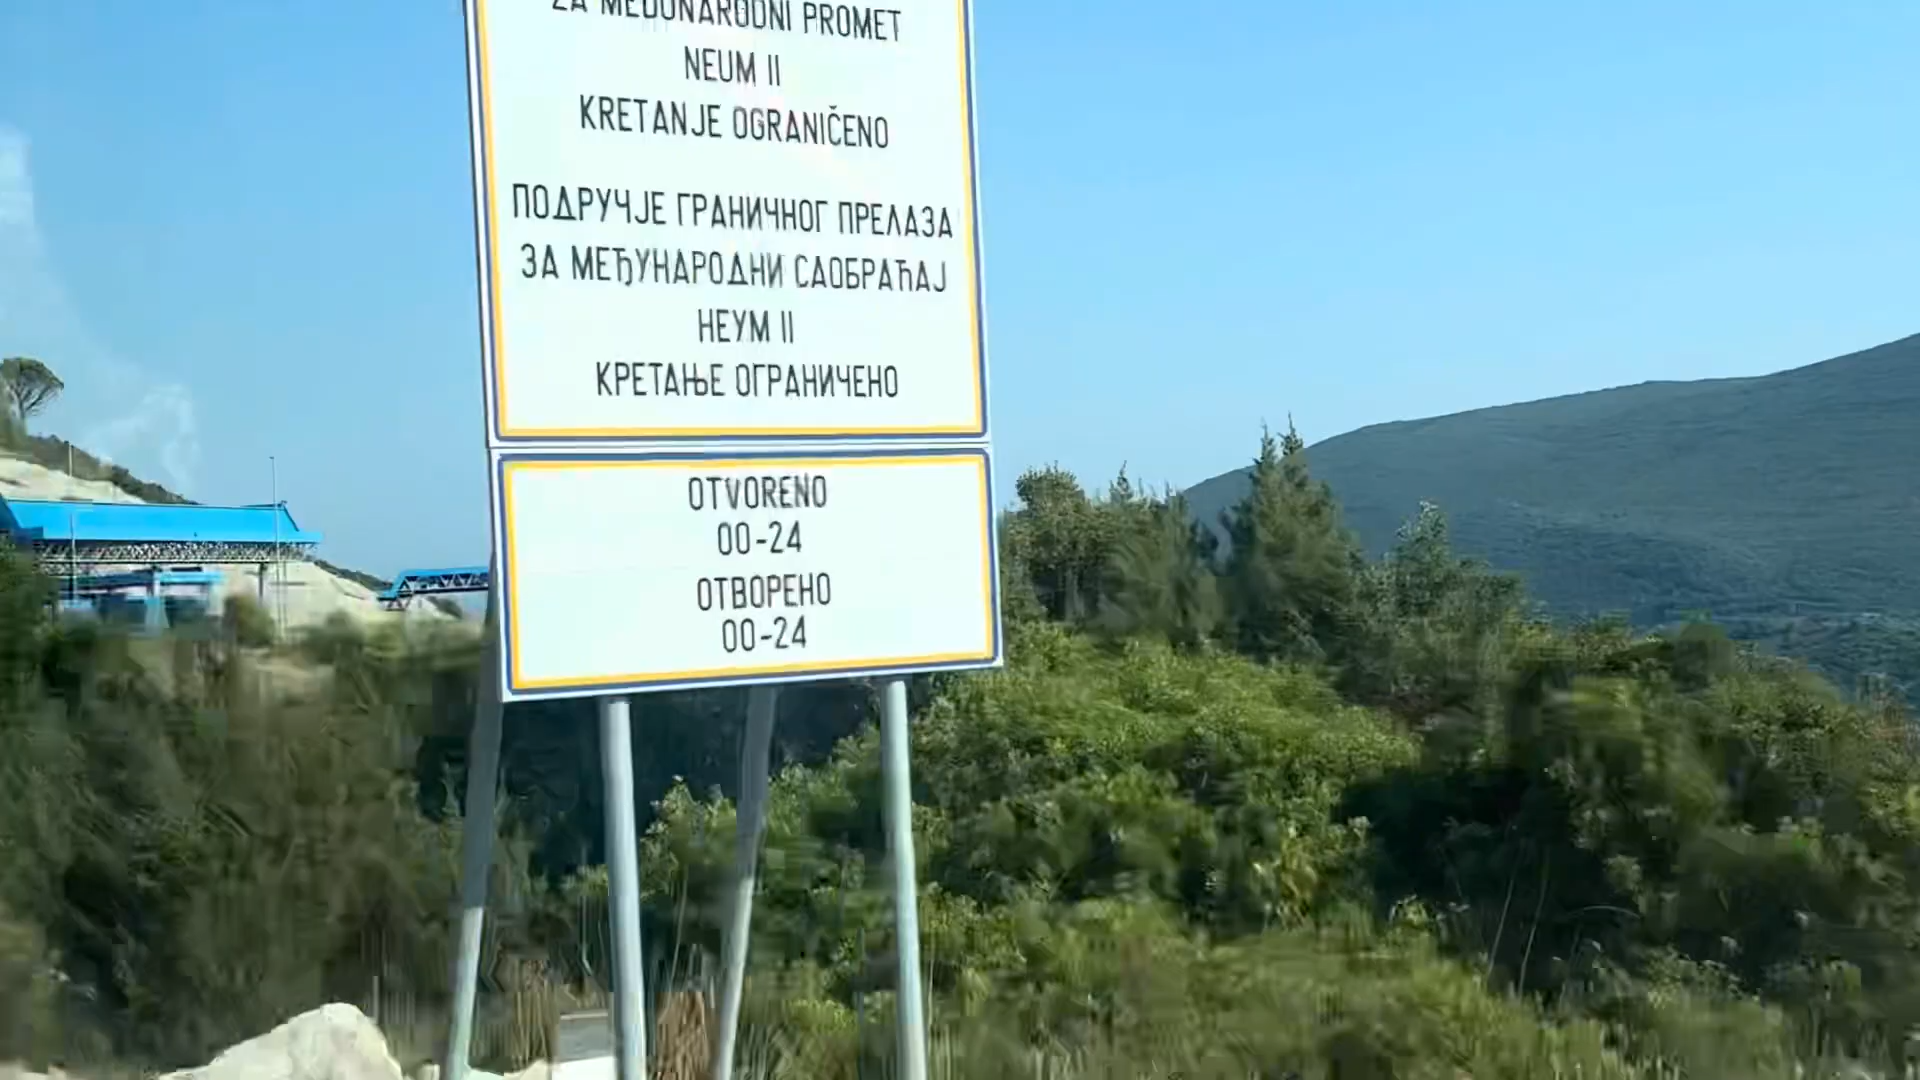 ZA MEĐUNARODNI PROMET
NEUM II
KRETANJE OGRANIČENO
ПОДРУЧЈЕ ГРАНИЧНОГ ПРЕЛАЗА
ЗА МЕЂУНАРОДНИ САОБРАЋАЈ
НЕУМ II
КРЕТАЊЕ ОГРАНИЧЕНО
OTVORENO
00-24
ОТВОРЕНО
00-24